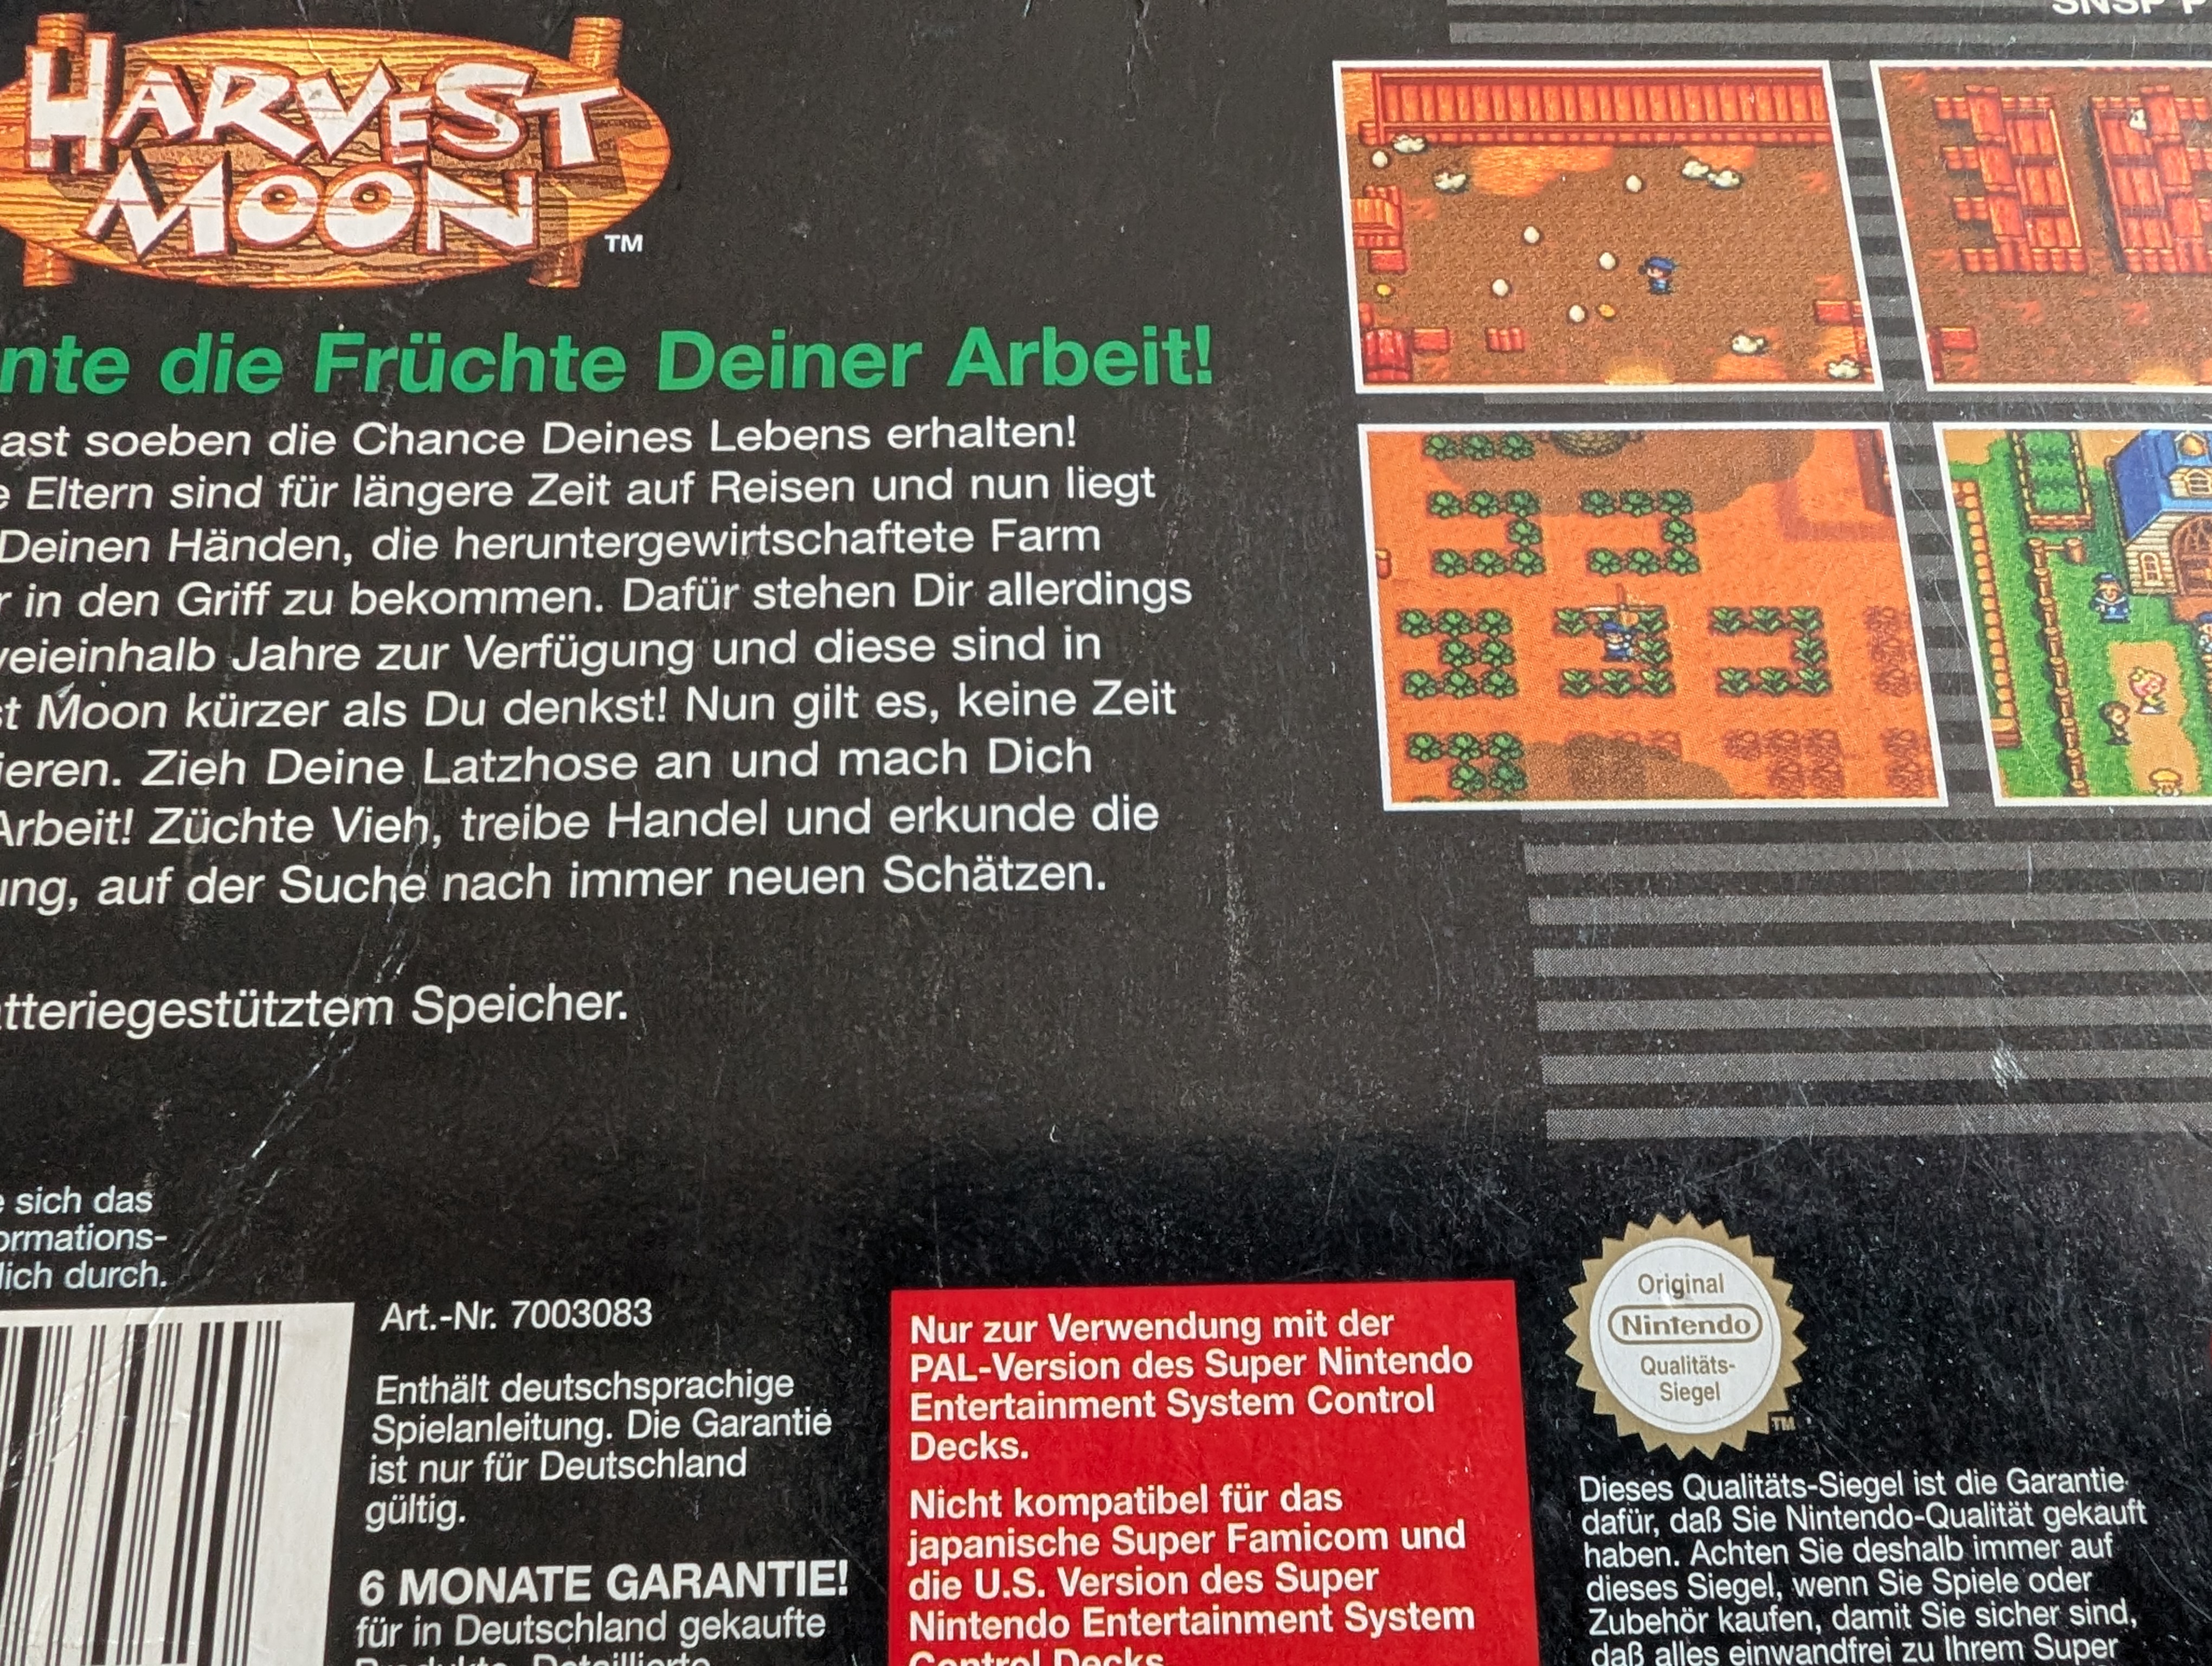 SNSP P
HARVEST
MOON
TM
nte die Früchte Deiner Arbeit!
ast soeben die Chance Deines Lebens erhalten!
e Eltern sind für längere Zeit auf Reisen und nun liegt
Deinen Händen, die heruntergewirtschaftete Farm
r in den Griff zu bekommen. Dafür stehen Dir allerdings
veieinhalb Jahre zur Verfügung und diese sind in
st Moon kürzer als Du denkst! Nun gilt es, keine Zeit
ieren. Zieh Deine Latzhose an und mach Dich
Arbeit! Züchte Vieh, treibe Handel und erkunde die
ung, auf der Suche nach immer neuen Schätzen.
atteriegestütztem Speicher.
e sich das
ormations-
lich durch.
Art.-Nr. 7003083
Enthält deutschsprachige
Spielanleitung. Die Garantie
ist nur für Deutschland
gültig.
6 MONATE GARANTIE!
für in Deutschland gekaufte
Produkte. Detaillierte
Nur zur Verwendung mit der
PAL-Version des Super Nintendo
Entertainment System Control
Decks.
Nicht kompatibel für das
japanische Super Famicom und
die U.S. Version des Super
Nintendo Entertainment System
Control Decks
Original
Nintendo
Qualitäts-
Siegel
TM
Dieses Qualitäts-Siegel ist die Garantie
dafür, daß Sie Nintendo-Qualität gekauft
haben. Achten Sie deshalb immer auf
dieses Siegel, wenn Sie Spiele oder
Zubehör kaufen, damit Sie sicher sind,
daß alles einwandfrei zu Ihrem Super